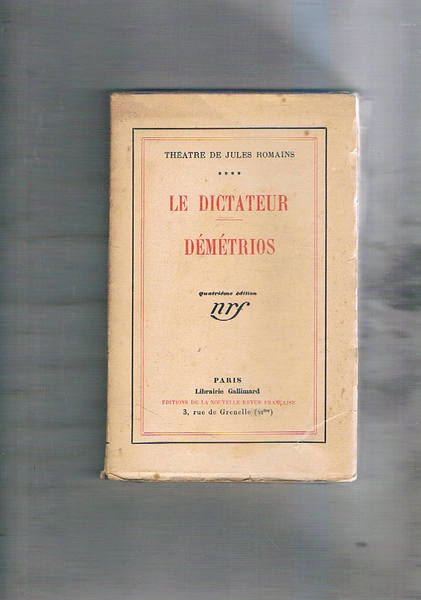 THÉATRE DE JULES ROMAINS
****
LE DICTATEUR
DÉMÉTRIOS
Quatrième édition
nrf
PARIS
Librairie Gallimard
ÉDITIONS DE LA NOUVELLE REVUE FRANÇAISE
3, rue de Grenelle (VIme)